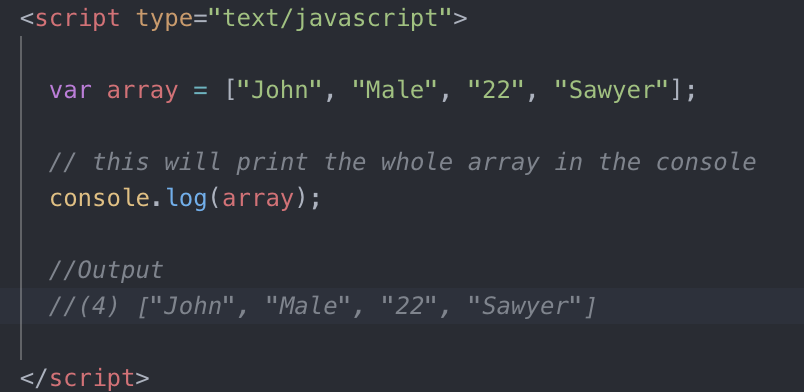 <script type="text/javascript">
var array = ["John", "Male", "22", "Sawyer"];
// this will print the whole array in the console
console.log(array);
//Output
//(4) ["John", "Male", "22", "Sawyer"]
</script>